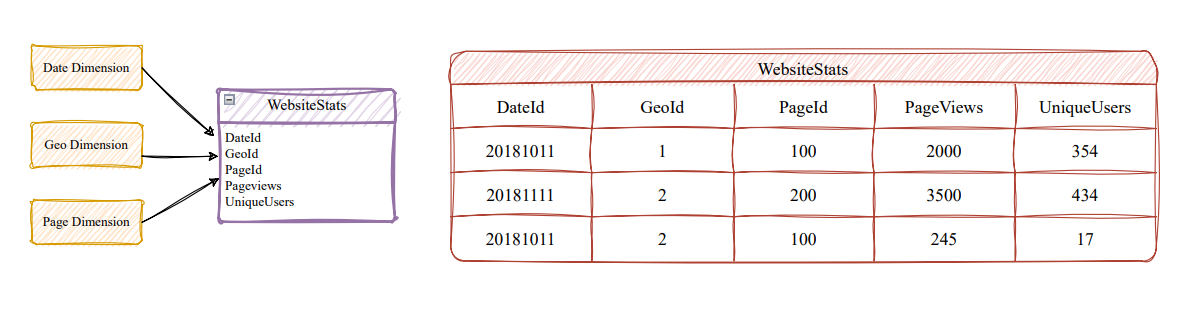 Date Dimension
Geo Dimension
Page Dimension
WebsiteStats
DateId
GeoId
PageId
Pageviews
UniqueUsers
WebsiteStats
DateId GeoId PageId PageViews UniqueUsers
20181011 1 100 2000 354
20181111 2 200 3500 434
20181011 2 100 245 17